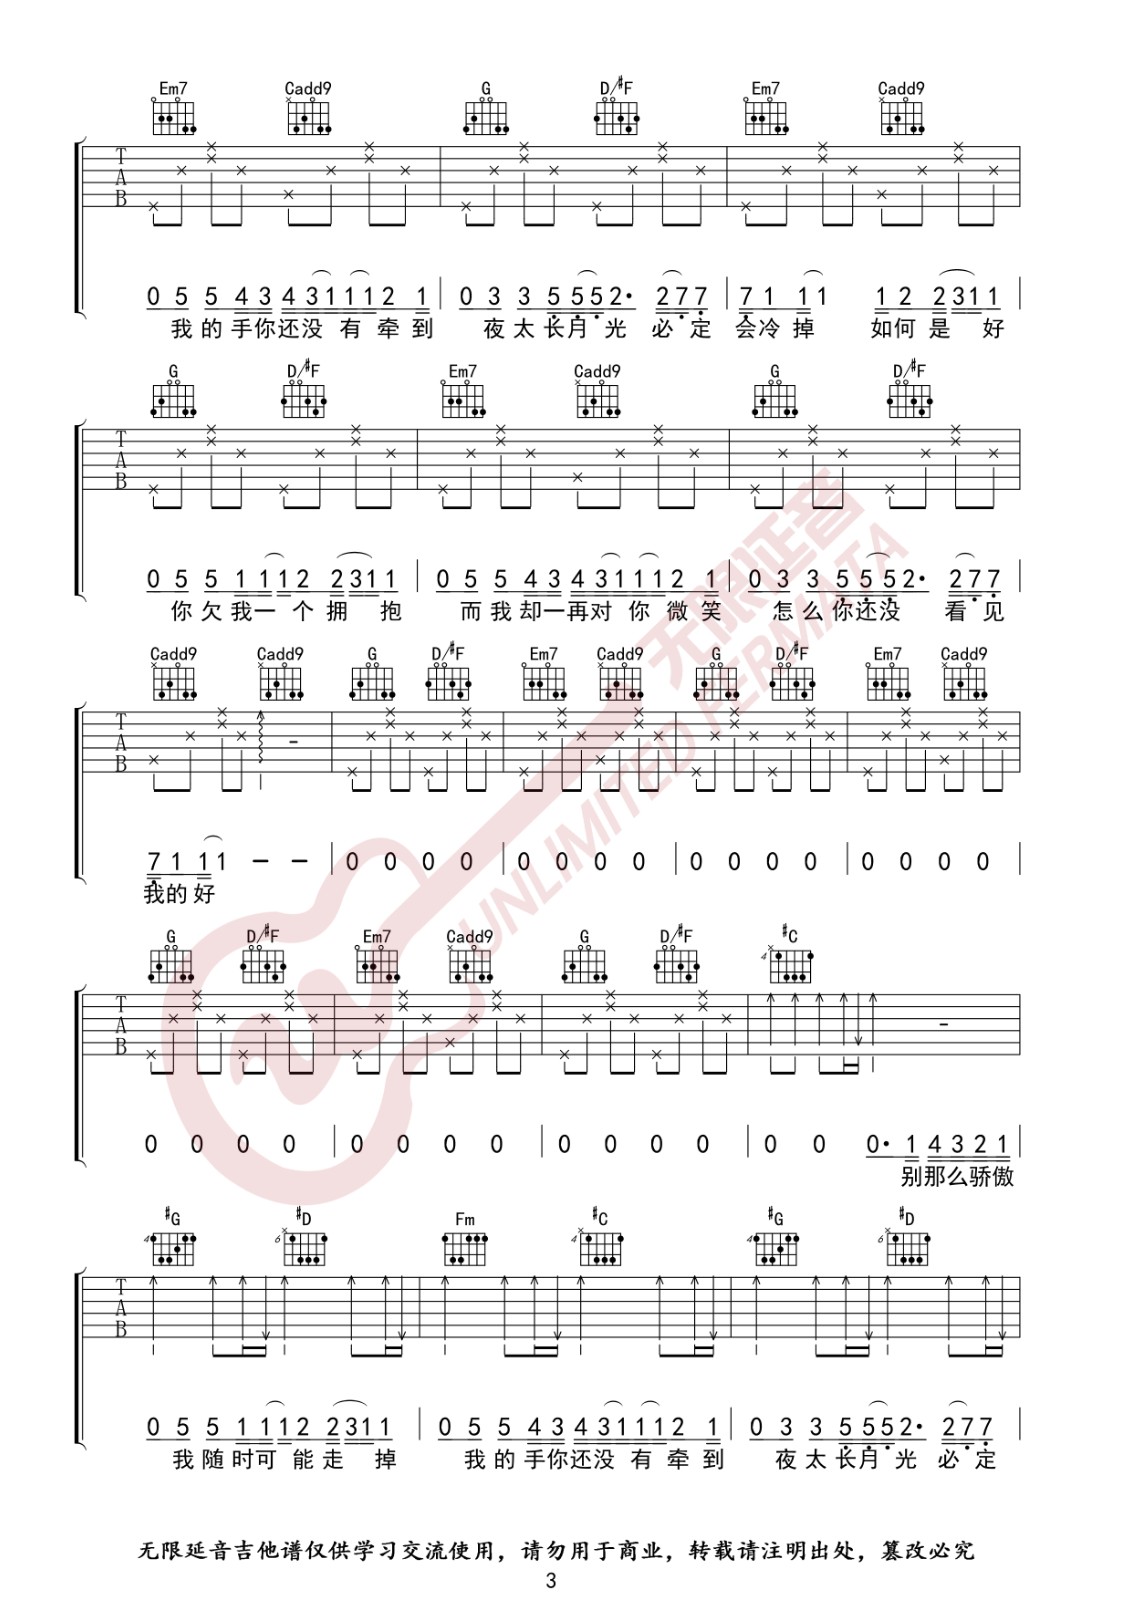 Em7 Cadd9 G D/#F Em7 Cadd9
T A B
0 5 5 4 3 4 3 1 1 1 2 1 0 3 3 5 5 5 2· 2 7 7 7 1 1 1 1 2 2 3 1 1
我的手你还没有牵到 夜太长月光必定会冷掉 如何是好
G D/#F Em7 Cadd9 G D/#F
T A B
0 5 5 1 1 1 2 2 3 1 1 0 5 5 4 3 4 3 1 1 1 2 1 0 3 3 5 5 5 2· 2 7 7
你欠我一个拥抱 而我却一再对你微笑 怎么你还没看见
Cadd9 Cadd9 G D/#F Em7 Cadd9 G D/#F Em7 Cadd9
T A B
7 1 1 1 - - 0 0 0 0 0 0 0 0 0 0 0 0 0 0 0 0
我的好
G D/#F Em7 Cadd9 G D/#F #C
4
T A B
0 0 0 0 0 0 0 0 0 0 0 0 0 0 0· 1 4 3 2 1
别那么骄傲
#G #D Fm #C #G #D
4 6 4 4 6
T A B
0 5 5 1 1 1 2 2 3 1 1 0 5 5 4 3 4 3 1 1 1 2 1 0 3 3 5 5 5 2· 2 7 7
我随时可能走掉 我的手你还没有牵到 夜太长月光必定
无限延音
UNLIMITED FERMATA
无限延音吉他谱仅供学习交流使用，请勿用于商业，转载请注明出处，篡改必究
3